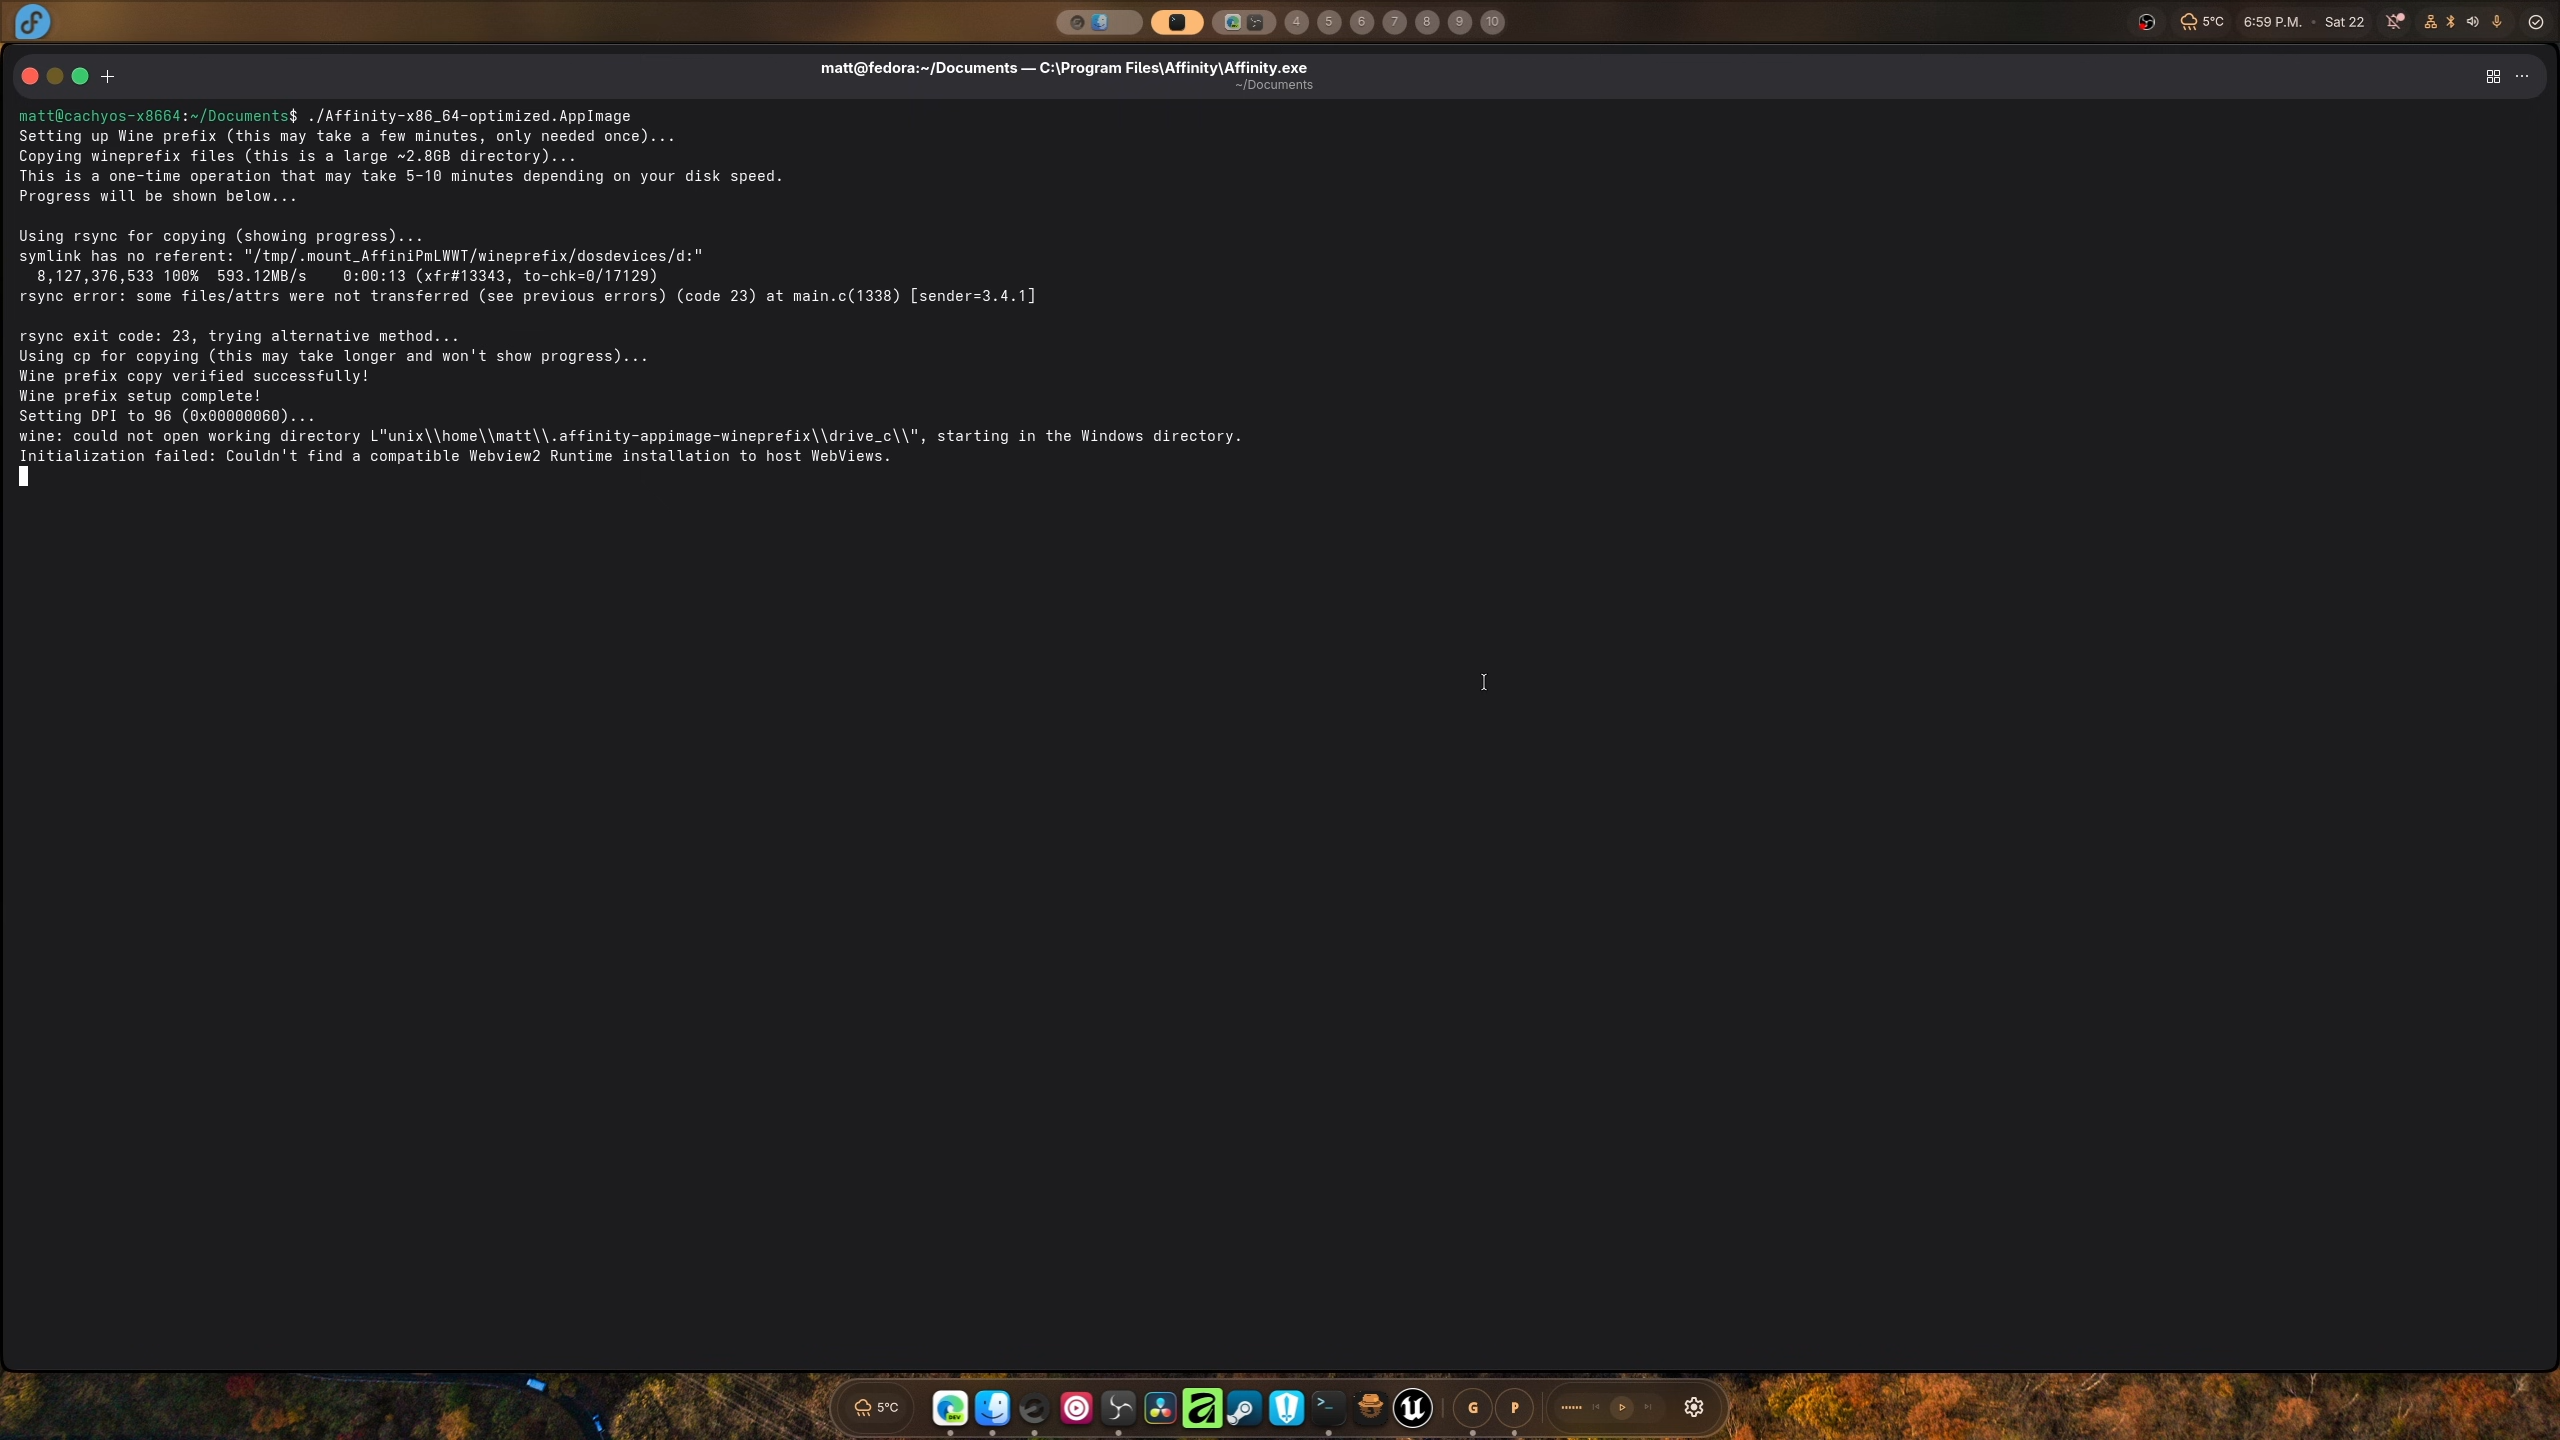 4 5 6 7 8 9 10
5°C 6:59 P.M. • Sat 22
matt@fedora:~/Documents — C:\Program Files\Affinity\Affinity.exe
~/Documents
matt@cachyos-x8664:~/Documents$ ./Affinity-x86_64-optimized.AppImage
Setting up Wine prefix (this may take a few minutes, only needed once)...
Copying wineprefix files (this is a large ~2.8GB directory)...
This is a one-time operation that may take 5-10 minutes depending on your disk speed.
Progress will be shown below...
Using rsync for copying (showing progress)...
symlink has no referent: "/tmp/.mount_AffiniPmLWWT/wineprefix/dosdevices/d:"
8,127,376,533 100% 593.12MB/s 0:00:13 (xfr#13343, to-chk=0/17129)
rsync error: some files/attrs were not transferred (see previous errors) (code 23) at main.c(1338) [sender=3.4.1]
rsync exit code: 23, trying alternative method...
Using cp for copying (this may take longer and won't show progress)...
Wine prefix copy verified successfully!
Wine prefix setup complete!
Setting DPI to 96 (0x00000060)...
wine: could not open working directory L"unix\\home\\matt\\.affinity-appimage-wineprefix\\drive_c\\", starting in the Windows directory.
Initialization failed: Couldn't find a compatible Webview2 Runtime installation to host WebViews.
5°C
DEV
G P